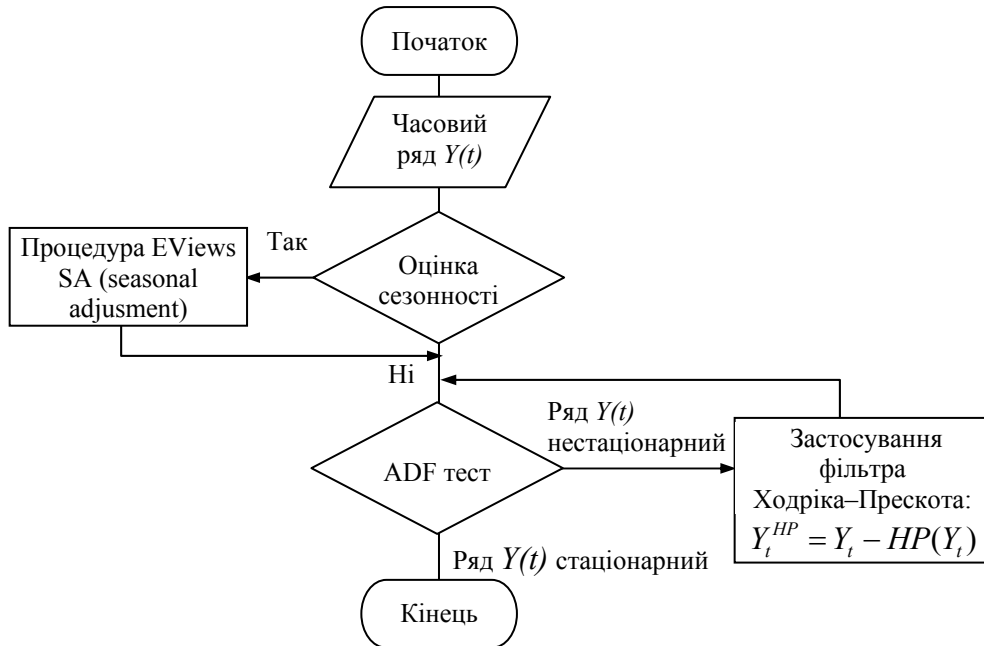 Початок
Часовий
ряд Y(t)
Процедура EViews
SA (seasonal
adjusment)
Так
Оцінка
сезонності
Ні
Ряд Y(t)
нестаціонарний
ADF тест
Застосування
фільтра
Ходріка–Прескота:
Y_t^{HP} = Y_t − HP(Y_t)
Ряд Y(t) стаціонарний
Кінець